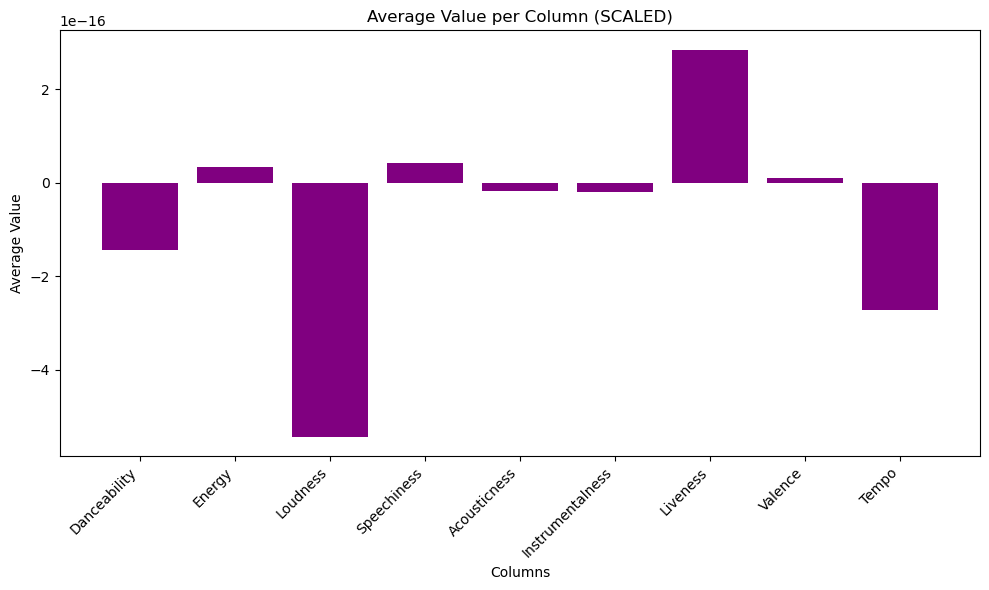 Average Value per Column (SCALED)
1e−16
2
0
−2
−4
Average Value
Danceability
Energy
Loudness
Speechiness
Acousticness
Instrumentalness
Liveness
Valence
Tempo
Columns